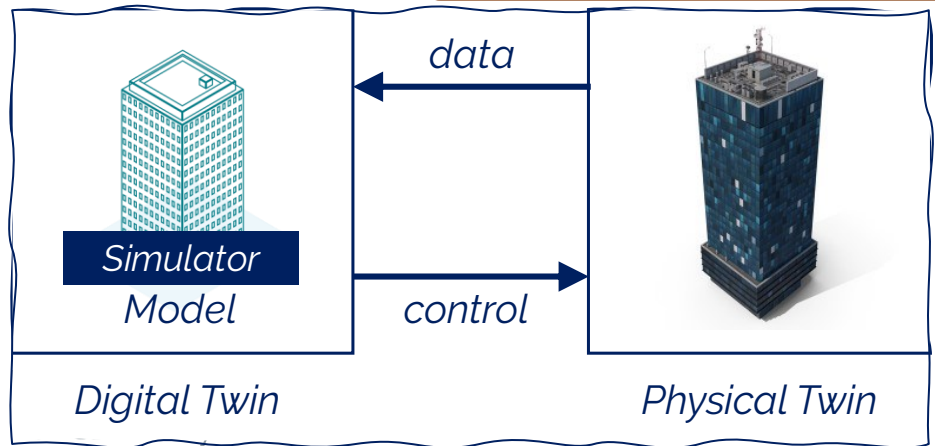 data
Simulator
Model
control
Digital Twin
Physical Twin